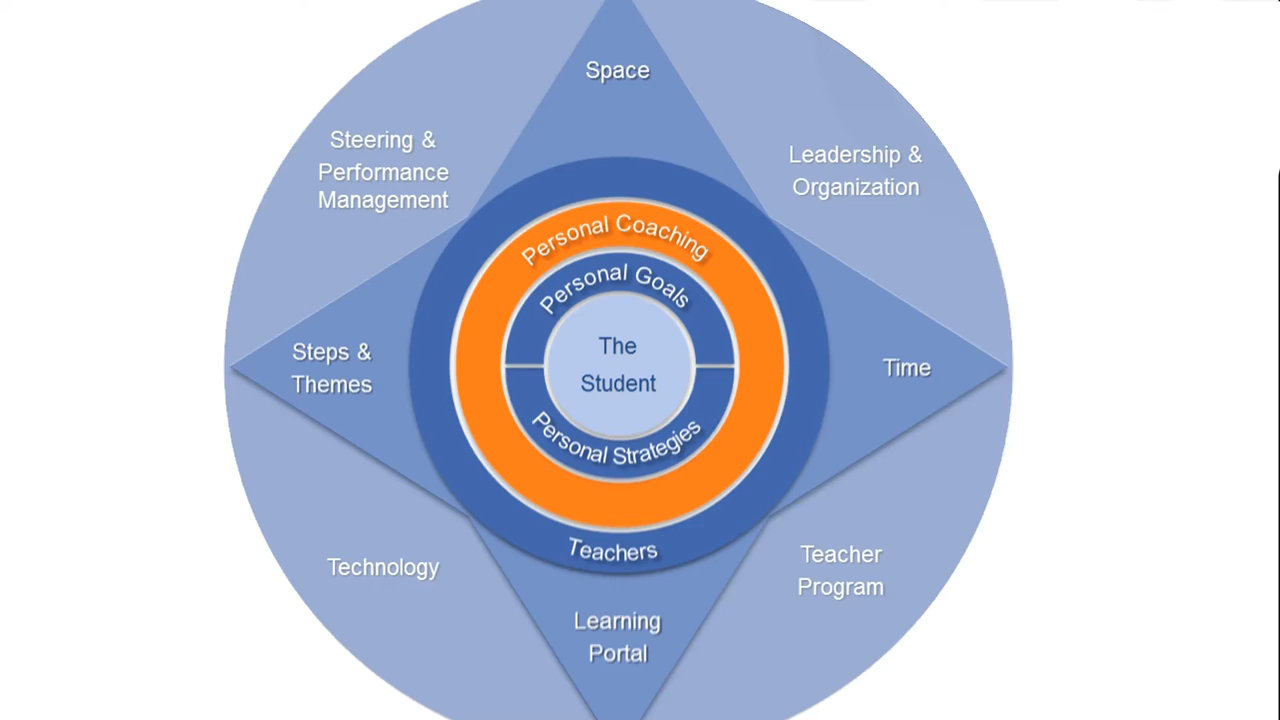 Space
Steering &
Performance
Management
Leadership &
Organization
Personal Coaching
Personal Goals
The
Student
Personal Strategies
Steps &
Themes
Time
Teachers
Technology
Teacher
Program
Learning
Portal